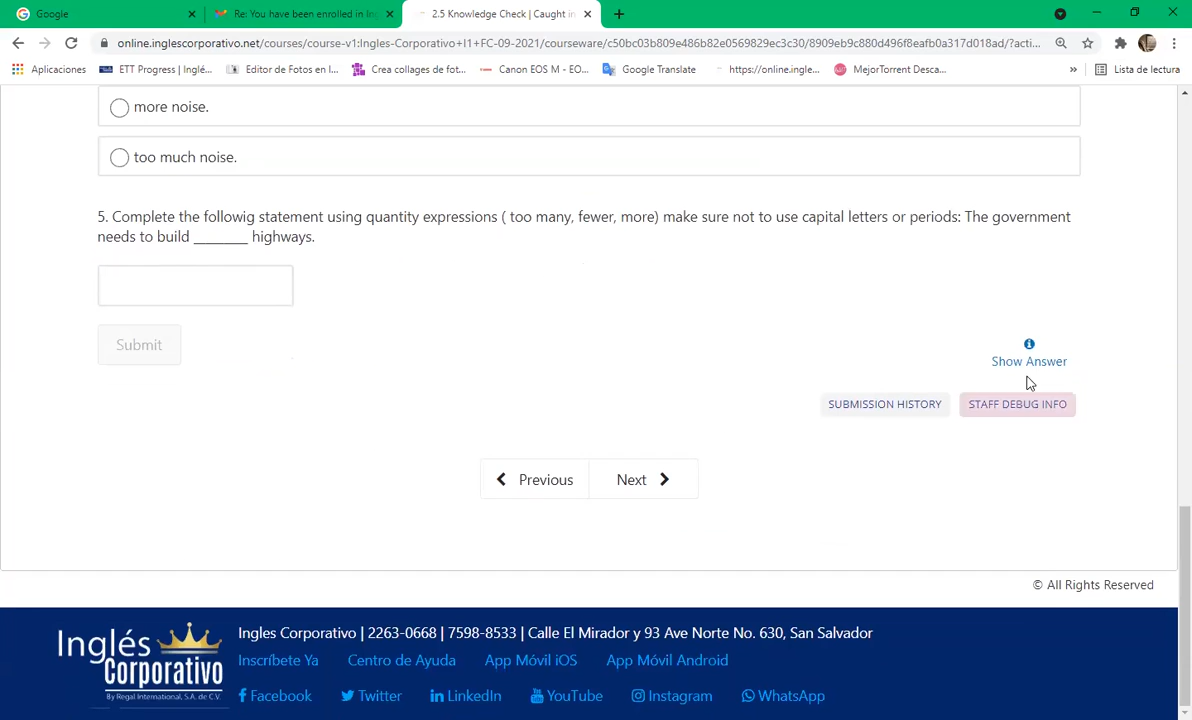 Google
Re: You have been enrolled in In
2.5 Knowledge Check | Caught in
online.inglescorporativo.net/courses/course-v1:Ingles-Corporativo+I1+FC-09-2021/courseware/c50bc03b809e486b82e0569829ec3c30/8909eb9c880d496f8eafb0a317d018ad/?acti...
Aplicaciones
ETT Progress | Inglé...
Editor de Fotos en l...
Crea collages de fot...
Canon EOS M - EO...
Google Translate
https://online.ingle...
MejorTorrent Desca...
»
Lista de lectura
more noise.
too much noise.
5. Complete the followig statement using quantity expressions ( too many, fewer, more) make sure not to use capital letters or periods: The government
needs to build _______ highways.
Submit
Show Answer
SUBMISSION HISTORY
STAFF DEBUG INFO
Previous
Next
© All Rights Reserved
Inglés
Corporativo
By Regal International, S.A. de C.V.
Ingles Corporativo | 2263-0668 | 7598-8533 | Calle El Mirador y 93 Ave Norte No. 630, San Salvador
Inscríbete Ya
Centro de Ayuda
App Móvil iOS
App Móvil Android
Facebook
Twitter
LinkedIn
YouTube
Instagram
WhatsApp